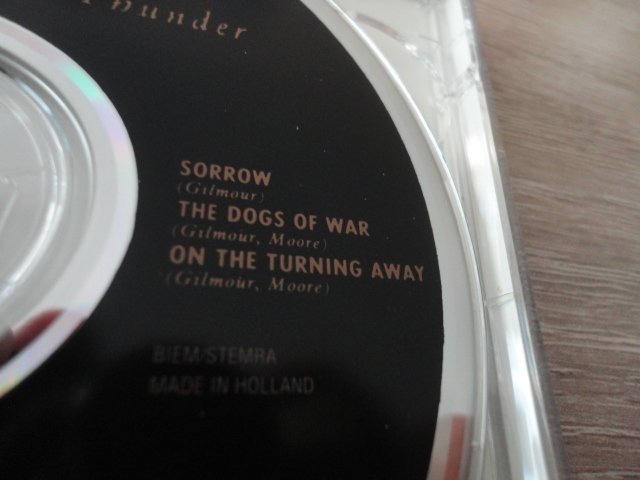 Thunder
SORROW
(Gilmour)
THE DOGS OF WAR
(Gilmour, Moore)
ON THE TURNING AWAY
(Gilmour, Moore)
BIEM/STEMRA
MADE IN HOLLAND